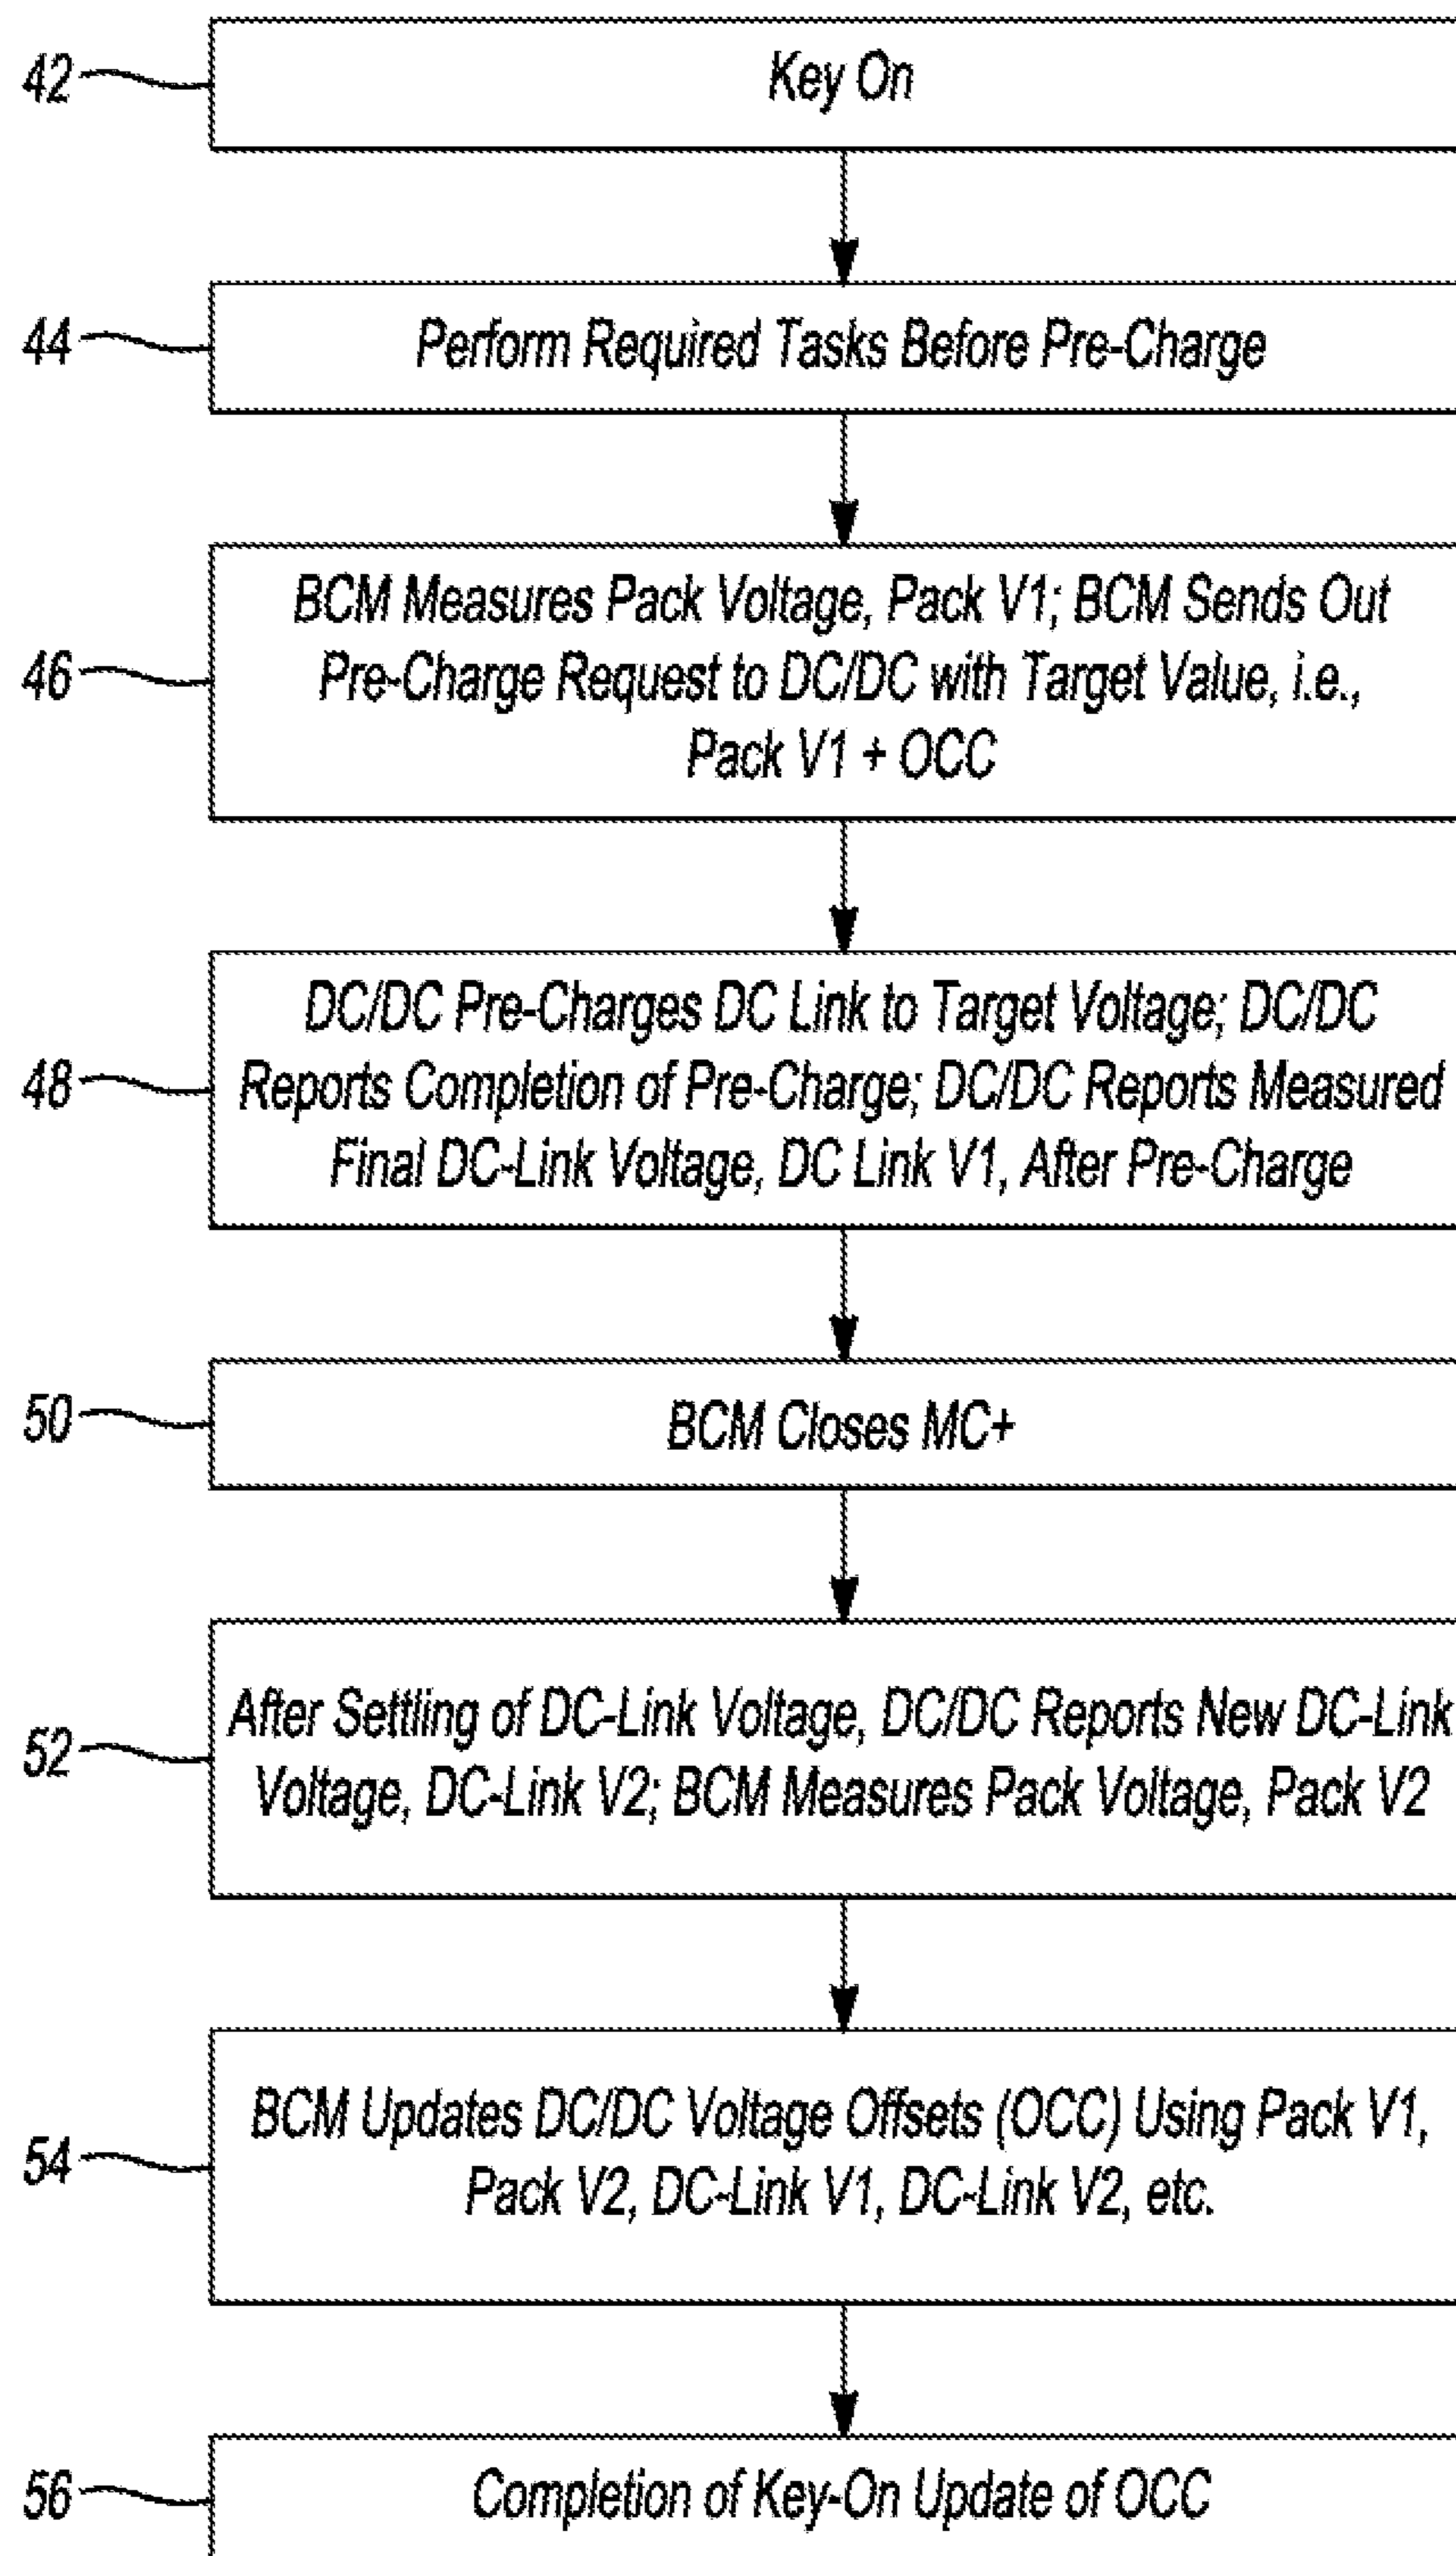 42
Key On
44
Perform Required Tasks Before Pre-Charge
46
BCM Measures Pack Voltage, Pack V1; BCM Sends Out
Pre-Charge Request to DC/DC with Target Value, i.e.,
Pack V1 + OCC
48
DC/DC Pre-Charges DC Link to Target Voltage; DC/DC
Reports Completion of Pre-Charge; DC/DC Reports Measured
Final DC-Link Voltage, DC Link V1, After Pre-Charge
50
BCM Closes MC+
52
After Settling of DC-Link Voltage, DC/DC Reports New DC-Link
Voltage, DC-Link V2; BCM Measures Pack Voltage, Pack V2
54
BCM Updates DC/DC Voltage Offsets (OCC) Using Pack V1,
Pack V2, DC-Link V1, DC-Link V2, etc.
56
Completion of Key-On Update of OCC